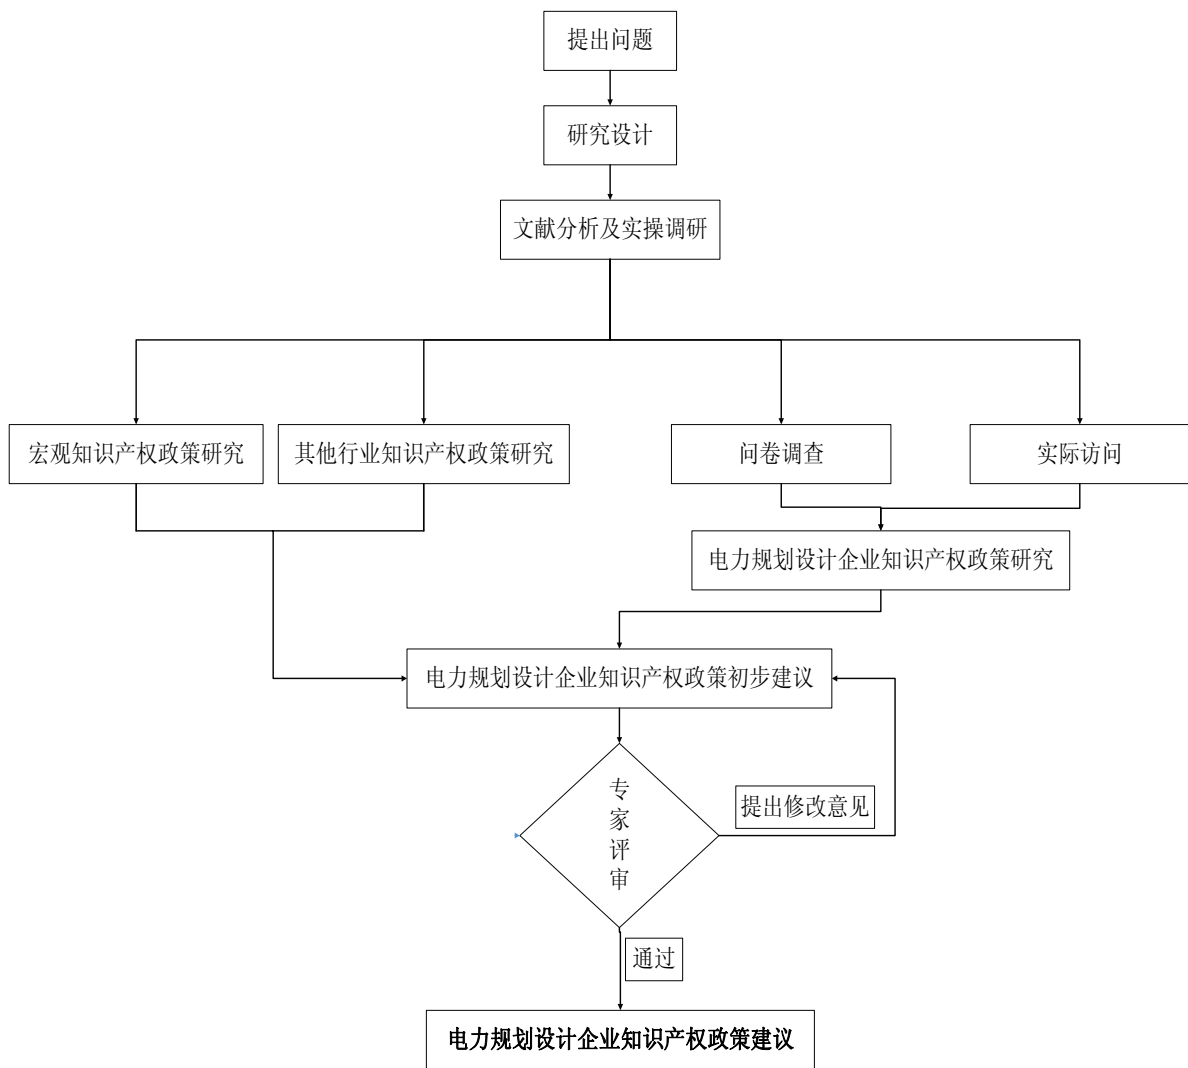 提出问题
研究设计
文献分析及实操调研
宏观知识产权政策研究
其他行业知识产权政策研究
问卷调查
实际访问
电力规划设计企业知识产权政策研究
电力规划设计企业知识产权政策初步建议
专
家
评
审
提出修改意见
通过
电力规划设计企业知识产权政策建议